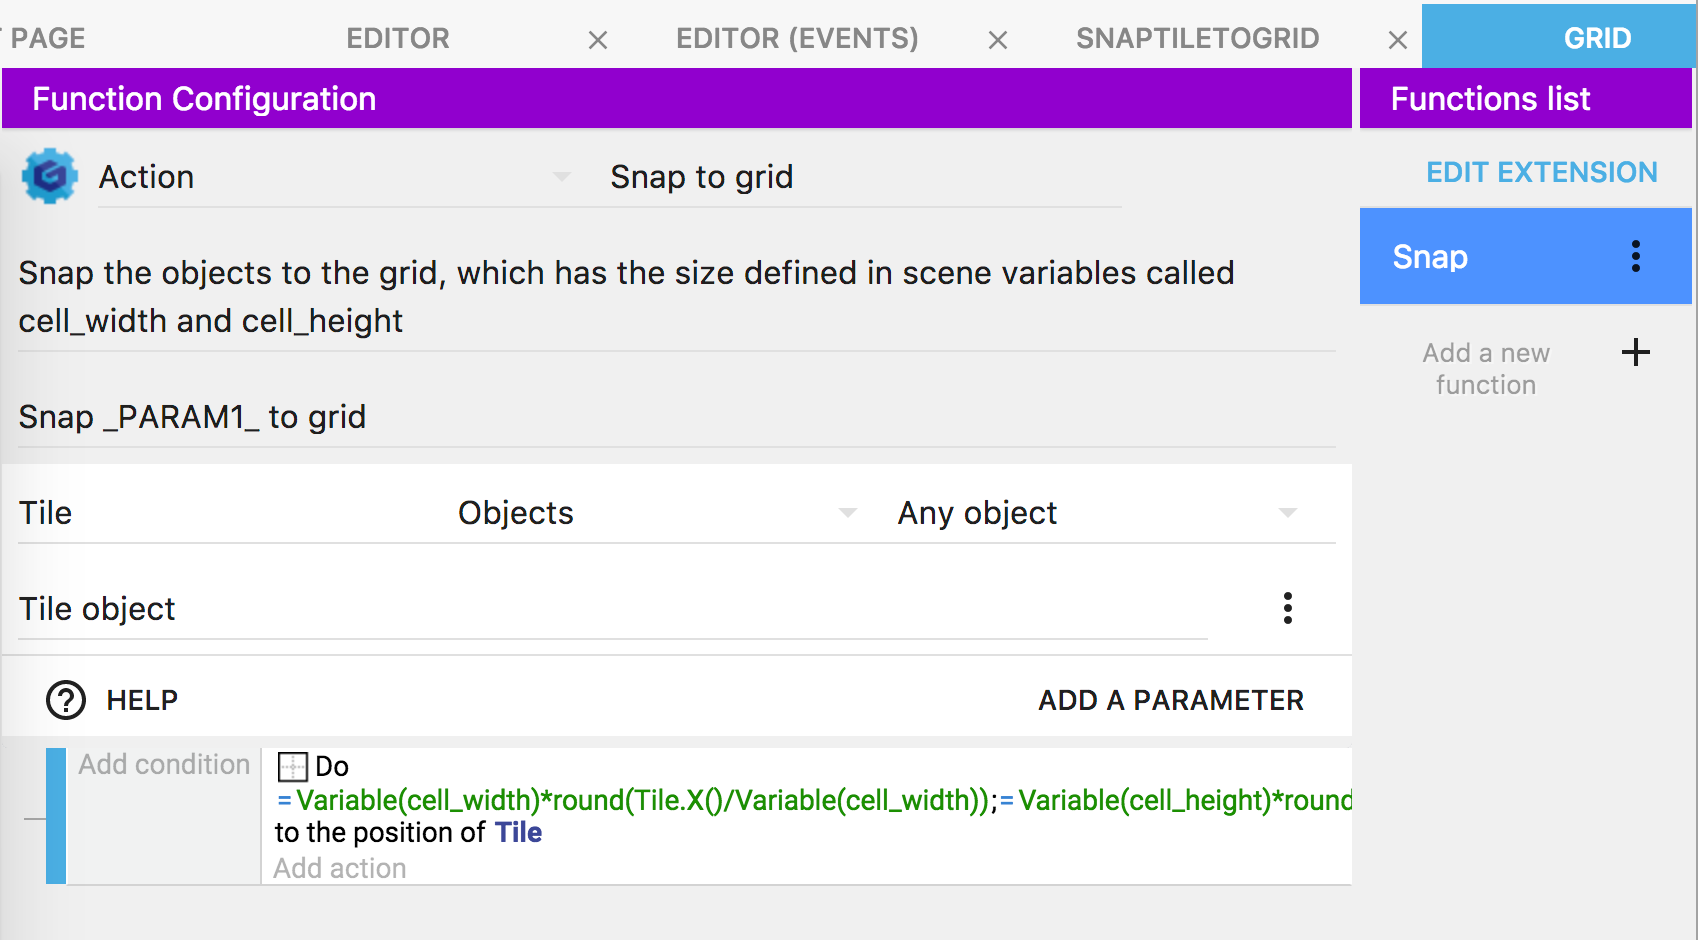 PAGE
EDITOR
EDITOR (EVENTS)
SNAPTILETOGRID
GRID
Function Configuration
Functions list
Action
Snap to grid
EDIT EXTENSION
Snap the objects to the grid, which has the size defined in scene variables called
cell_width and cell_height
Snap
Add a new
function
Snap _PARAM1_ to grid
Tile
Objects
Any object
Tile object
HELP
ADD A PARAMETER
Add condition
Do
=Variable(cell_width)*round(Tile.X()/Variable(cell_width));=Variable(cell_height)*round
to the position of Tile
Add action